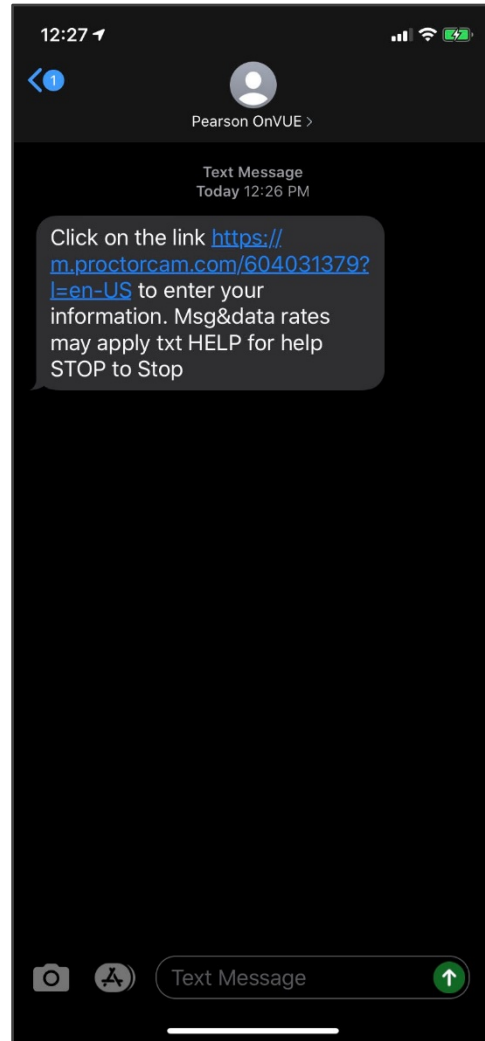 12:27
1
Pearson OnVUE >
Text Message
Today 12:26 PM
Click on the link https://
m.proctorcam.com/604031379?
l=en-US to enter your
information. Msg&data rates
may apply txt HELP for help
STOP to Stop
Text Message